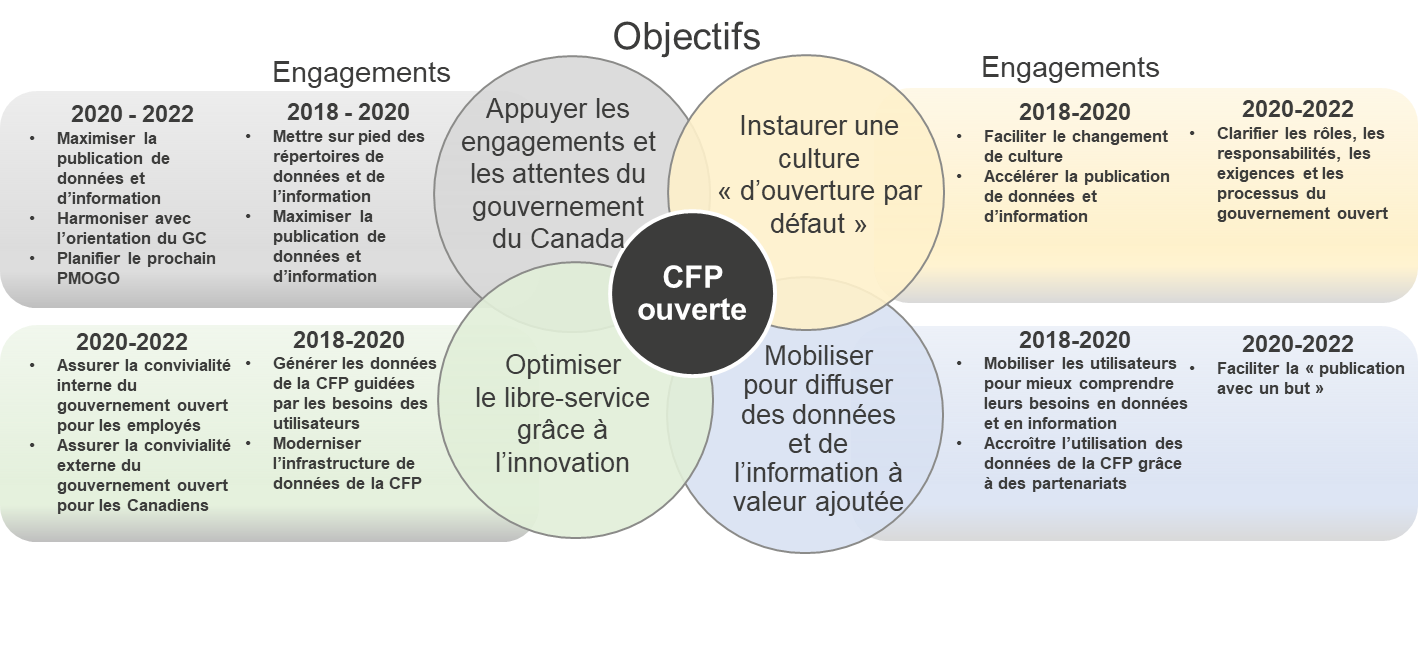 Objectifs
Engagements
2020 - 2022
• Maximiser la
publication de
données et
d’information
• Harmoniser avec
l’orientation du GC
• Planifier le prochain
PMOGO
2018 - 2020
• Mettre sur pied des
répertoires de
données et de
l’information
• Maximiser la
publication de
données et
d’information
Appuyer les
engagements et
les attentes du
gouvernement
du Canada
Instaurer une
culture
« d’ouverture par
défaut »
Engagements
2018-2020
• Faciliter le changement
de culture
• Accélérer la publication
de données et
d’information
2020-2022
• Clarifier les rôles, les
responsabilités, les
exigences et les
processus du
gouvernement ouvert
CFP
ouverte
2020-2022
• Assurer la convivialité
interne du
gouvernement ouvert
pour les employés
• Assurer la convivialité
externe du
gouvernement ouvert
pour les Canadiens
2018-2020
• Générer les données
de la CFP guidées
par les besoins des
utilisateurs
• Moderniser
l’infrastructure de
données de la CFP
Optimiser
le libre-service
grâce à
l’innovation
Mobiliser
pour diffuser
des données
et de
l’information à
valeur ajoutée
2018-2020
• Mobiliser les utilisateurs
pour mieux comprendre
leurs besoins en données
et en information
• Accroître l’utilisation des
données de la CFP grâce
à des partenariats
2020-2022
• Faciliter la « publication
avec un but »